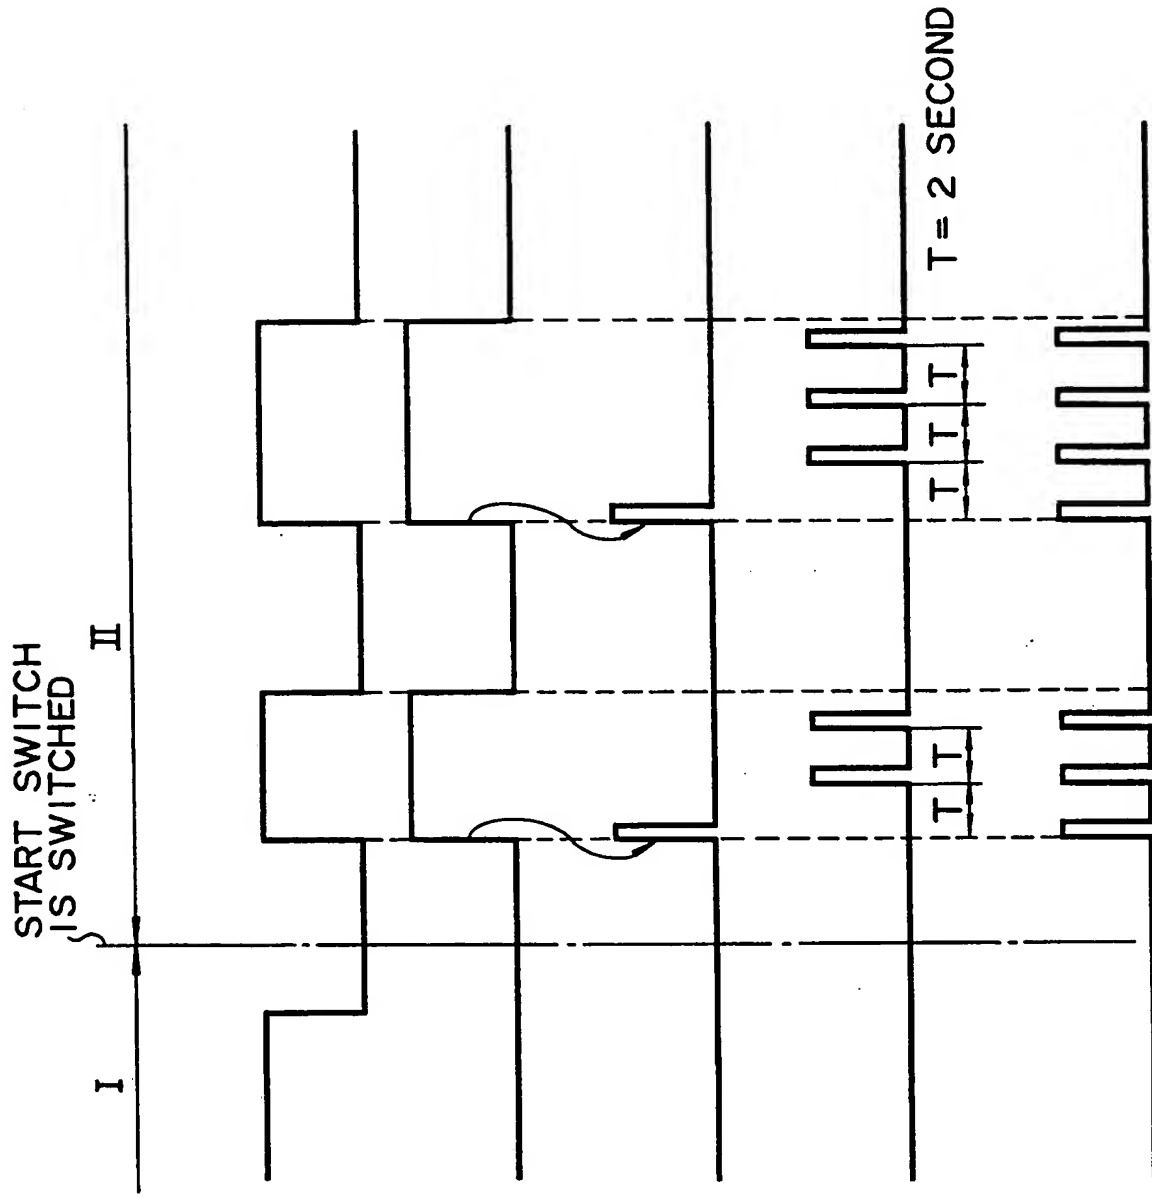 START SWITCH
IS SWITCHED
I
II
T T
T T T
T = 2 SECOND